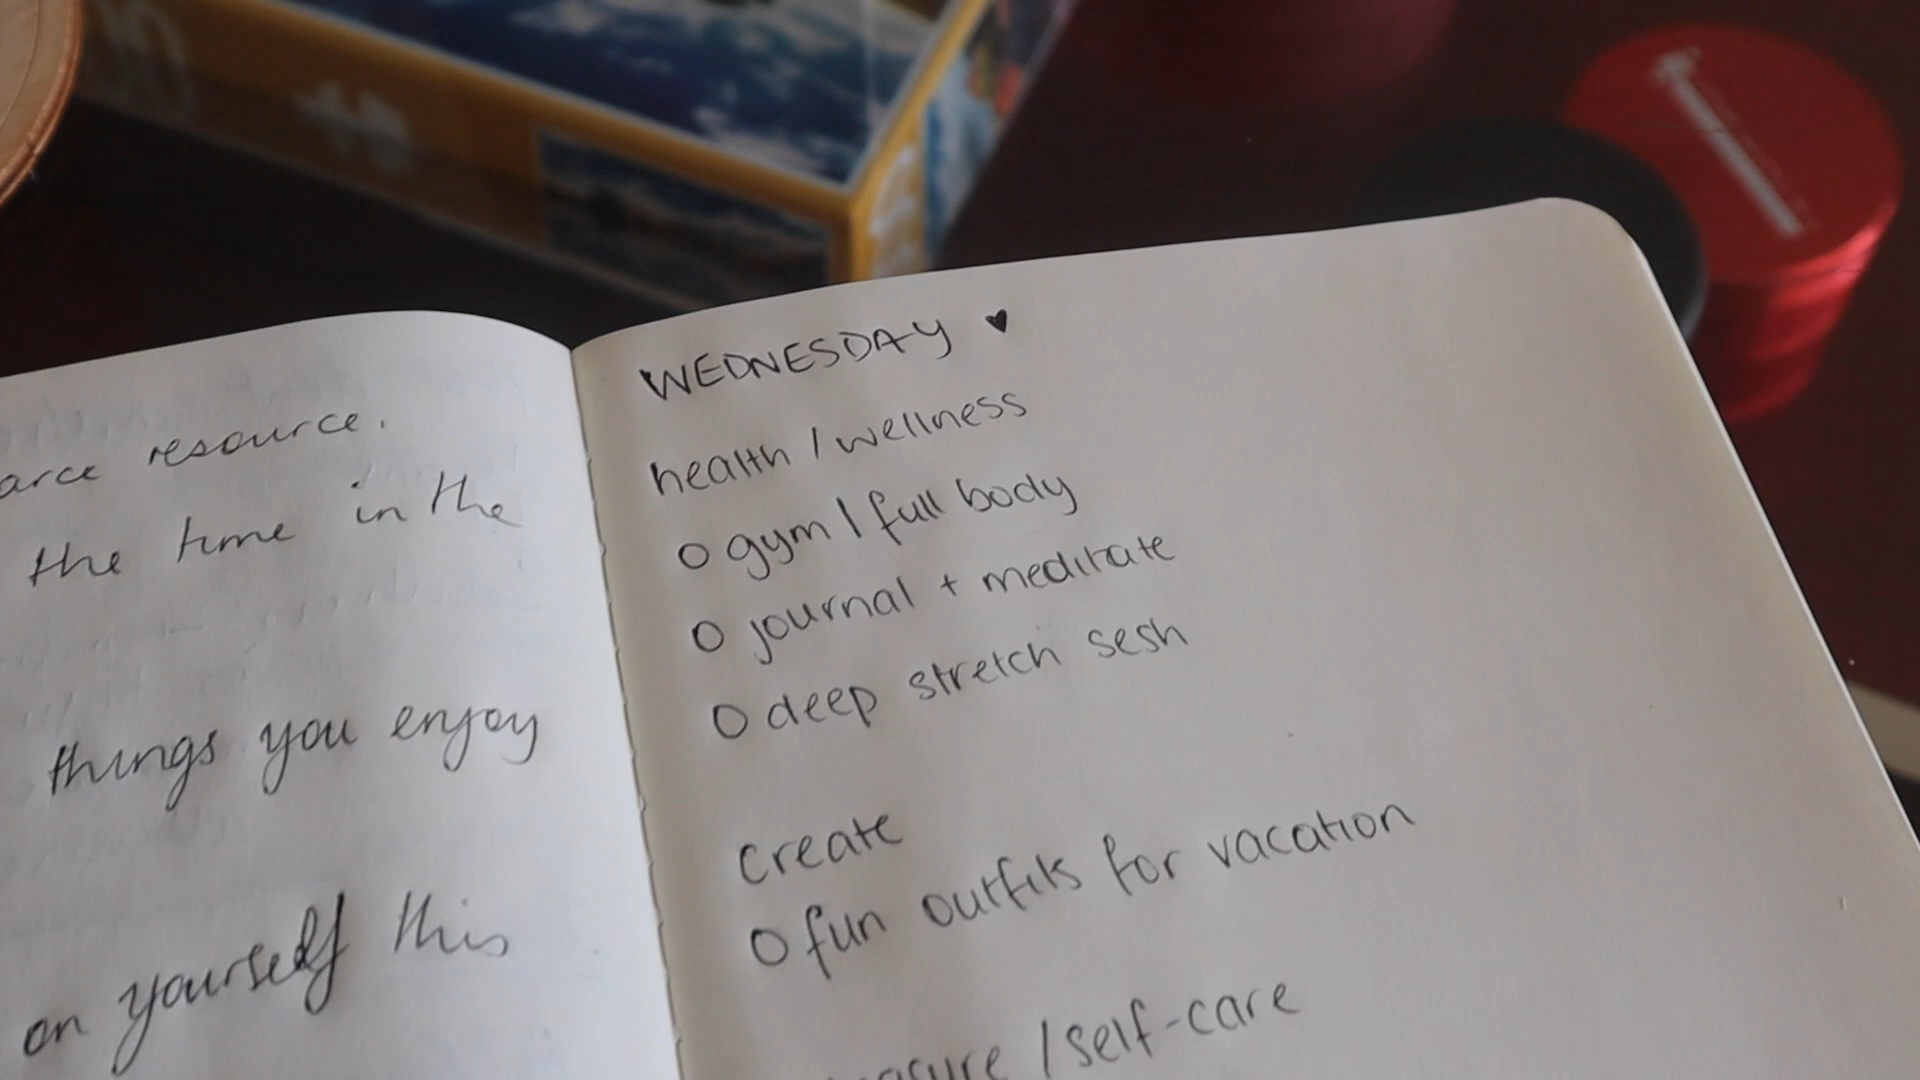 resource.
the time in the
things you enjoy
on yourself this
WEDNESDAY ♥
health / wellness
O gym | full body
O journal + meditate
O deep stretch sesh
Create
O fun outfits for vacation
/ self-care